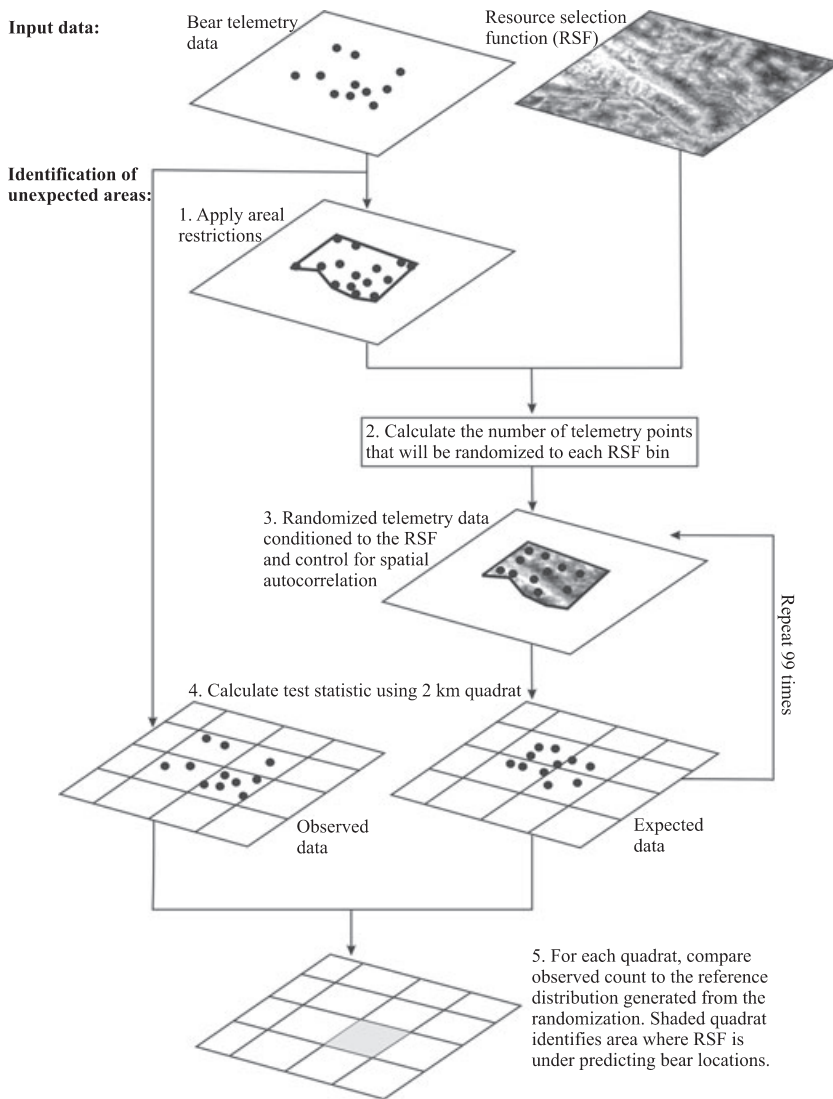 Input data:
Bear telemetry
data
Resource selection
function (RSF)
Identification of
unexpected areas:
1. Apply areal
restrictions
2. Calculate the number of telemetry points
that will be randomized to each RSF bin
3. Randomized telemetry data
conditioned to the RSF
and control for spatial
autocorrelation
Repeat 99 times
4. Calculate test statistic using 2 km quadrat
Observed
data
Expected
data
5. For each quadrat, compare
observed count to the reference
distribution generated from the
randomization. Shaded quadrat
identifies area where RSF is
under predicting bear locations.